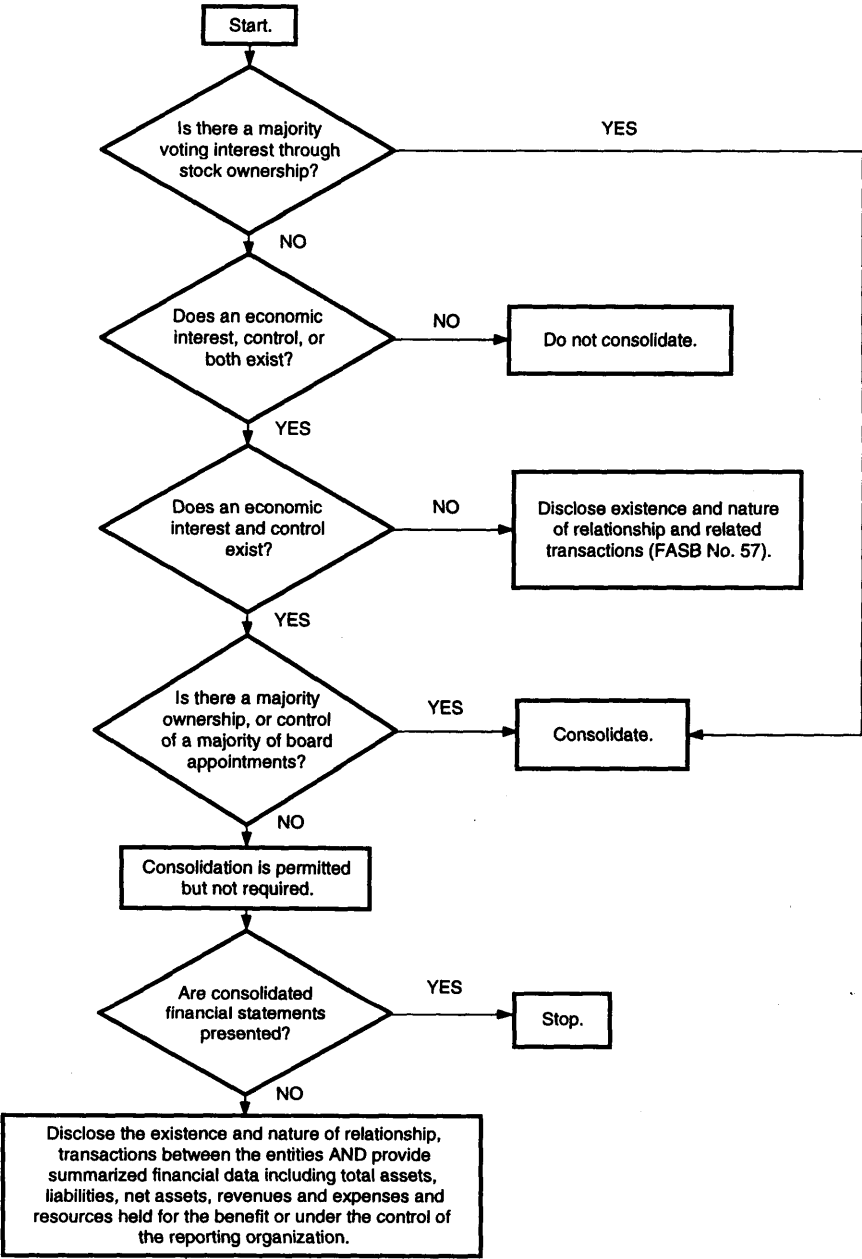 Start.
Is there a majority
voting interest through
stock ownership?
YES
NO
Does an economic
interest, control, or
both exist?
NO
Do not consolidate.
YES
Does an economic
interest and control
exist?
NO
Disclose existence and nature
of relationship and related
transactions (FASB No. 57).
YES
Is there a majority
ownership, or control
of a majority of board
appointments?
YES
Consolidate.
NO
Consolidation is permitted
but not required.
Are consolidated
financial statements
presented?
YES
Stop.
NO
Disclose the existence and nature of relationship,
transactions between the entities AND provide
summarized financial data including total assets,
liabilities, net assets, revenues and expenses and
resources held for the benefit or under the control of
the reporting organization.